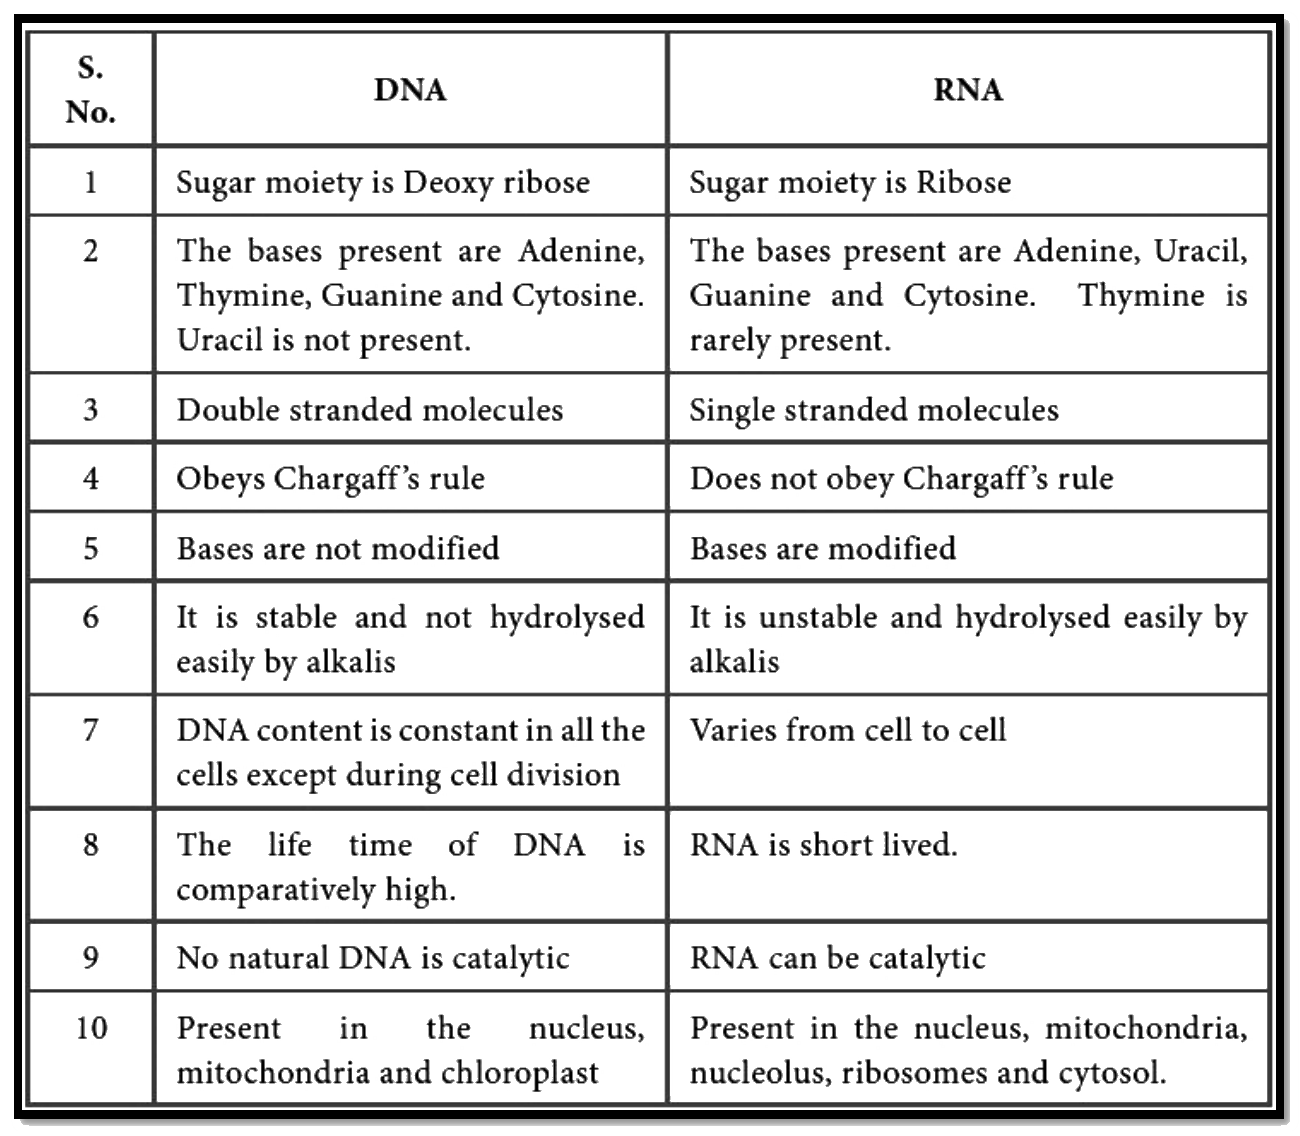 S.
No.
DNA
RNA
1
Sugar moiety is Deoxy ribose
Sugar moiety is Ribose
2
The bases present are Adenine,
Thymine, Guanine and Cytosine.
Uracil is not present.
The bases present are Adenine, Uracil,
Guanine and Cytosine. Thymine is
rarely present.
3
Double stranded molecules
Single stranded molecules
4
Obeys Chargaff’s rule
Does not obey Chargaff’s rule
5
Bases are not modified
Bases are modified
6
It is stable and not hydrolysed
easily by alkalis
It is unstable and hydrolysed easily by
alkalis
7
DNA content is constant in all the
cells except during cell division
Varies from cell to cell
8
The life time of DNA is
comparatively high.
RNA is short lived.
9
No natural DNA is catalytic
RNA can be catalytic
10
Present in the nucleus,
mitochondria and chloroplast
Present in the nucleus, mitochondria,
nucleolus, ribosomes and cytosol.